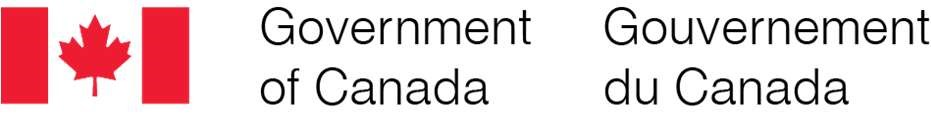 Government
of Canada
Gouvernement
du Canada